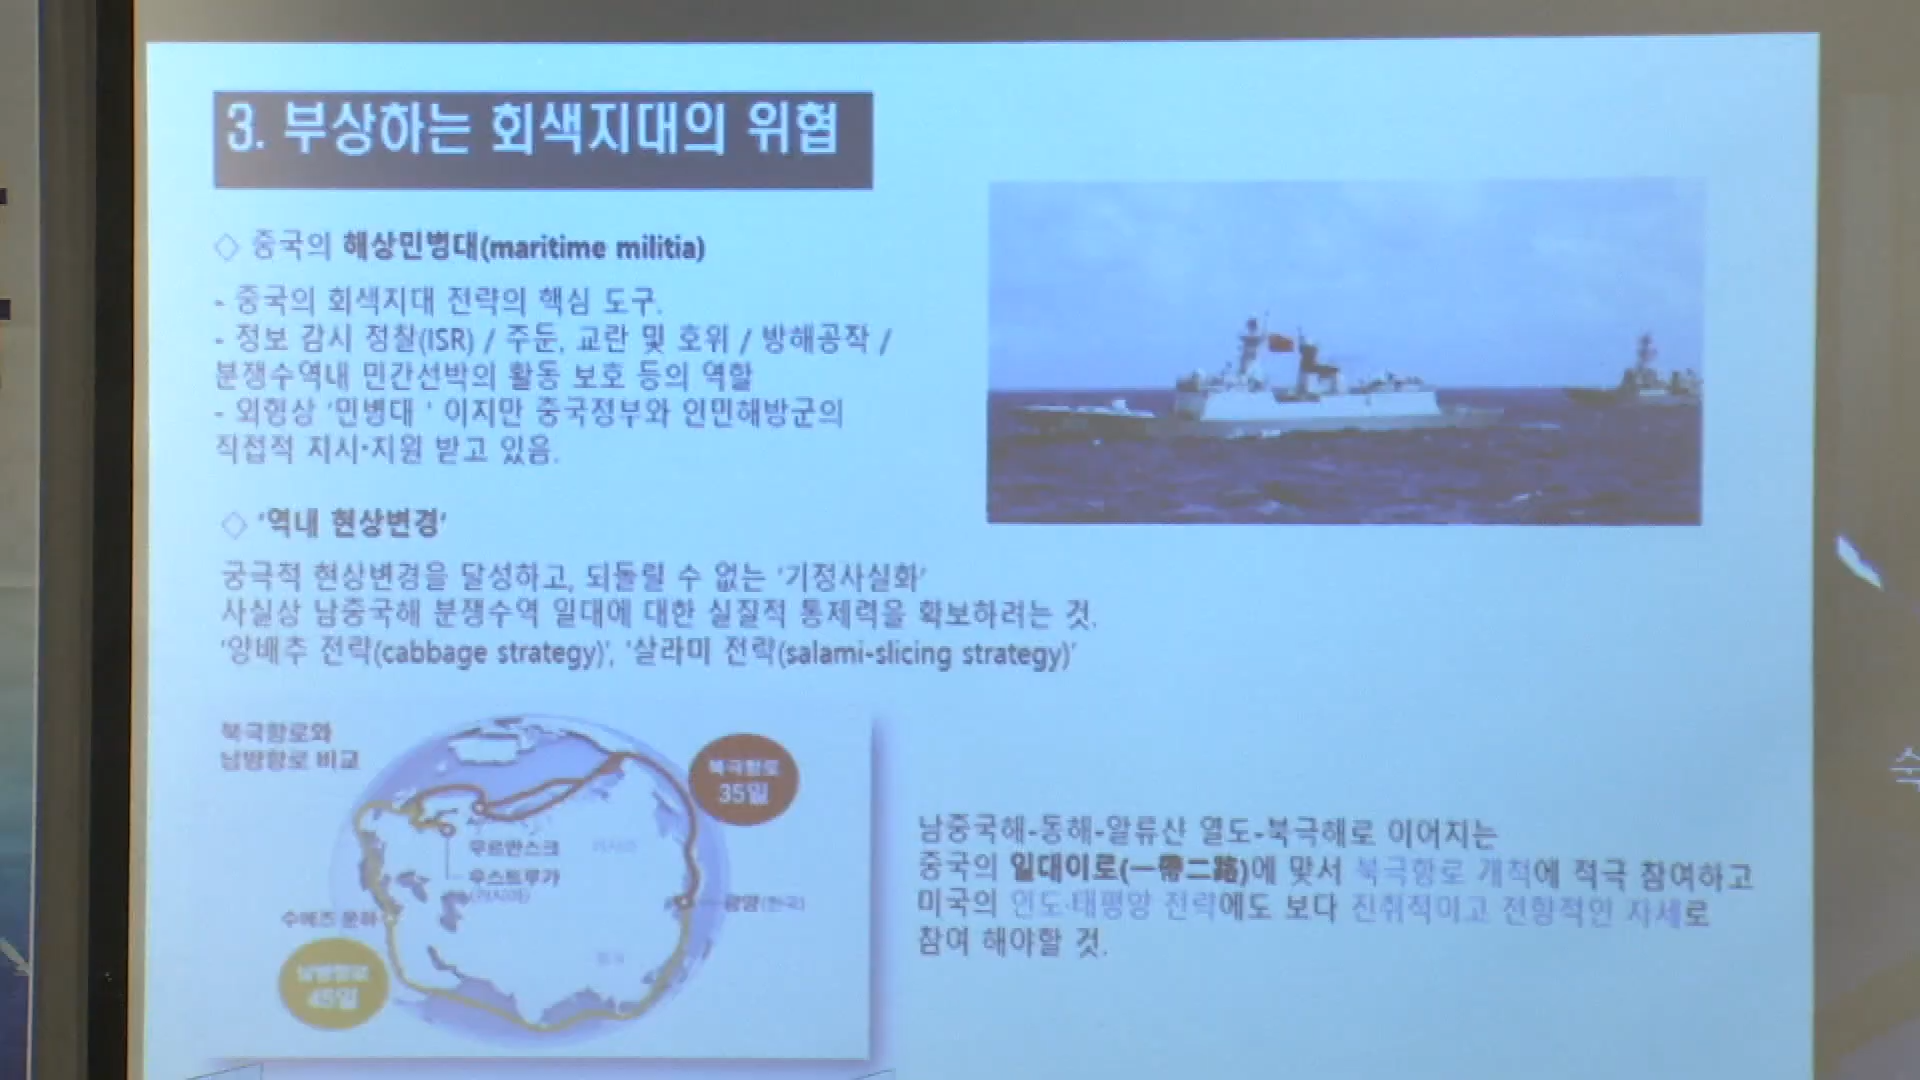 3. 부상하는 회색지대의 위협
◇ 중국의 해상민병대(maritime militia)
- 중국의 회색지대 전략의 핵심 도구.
- 정보 감시 정찰(ISR) / 주둔, 교란 및 호위 / 방해공작 /
분쟁수역내 민간선박의 활동 보호 등의 역할
- 외형상 '민병대 ' 이지만 중국정부와 인민해방군의
직접적 지시·지원 받고 있음.
◇ '역내 현상변경'
궁극적 현상변경을 달성하고, 되돌릴 수 없는 '기정사실화'
사실상 남중국해 분쟁수역 일대에 대한 실질적 통제력을 확보하려는 것.
'양배추 전략(cabbage strategy)', '살라미 전략(salami-slicing strategy)'
북극항로와
남방항로 비교
북극항로
35일
무르만스크
러시아
우스트루가
(러시아)
광양(한국)
수에즈 운하
남방항로
45일
남중국해-동해-알류샨 열도-북극해로 이어지는
중국의 일대이로(一帶二路)에 맞서 북극항로 개척에 적극 참여하고
미국의 인도·태평양 전략에도 보다 진취적이고 전향적인 자세로
참여 해야할 것.